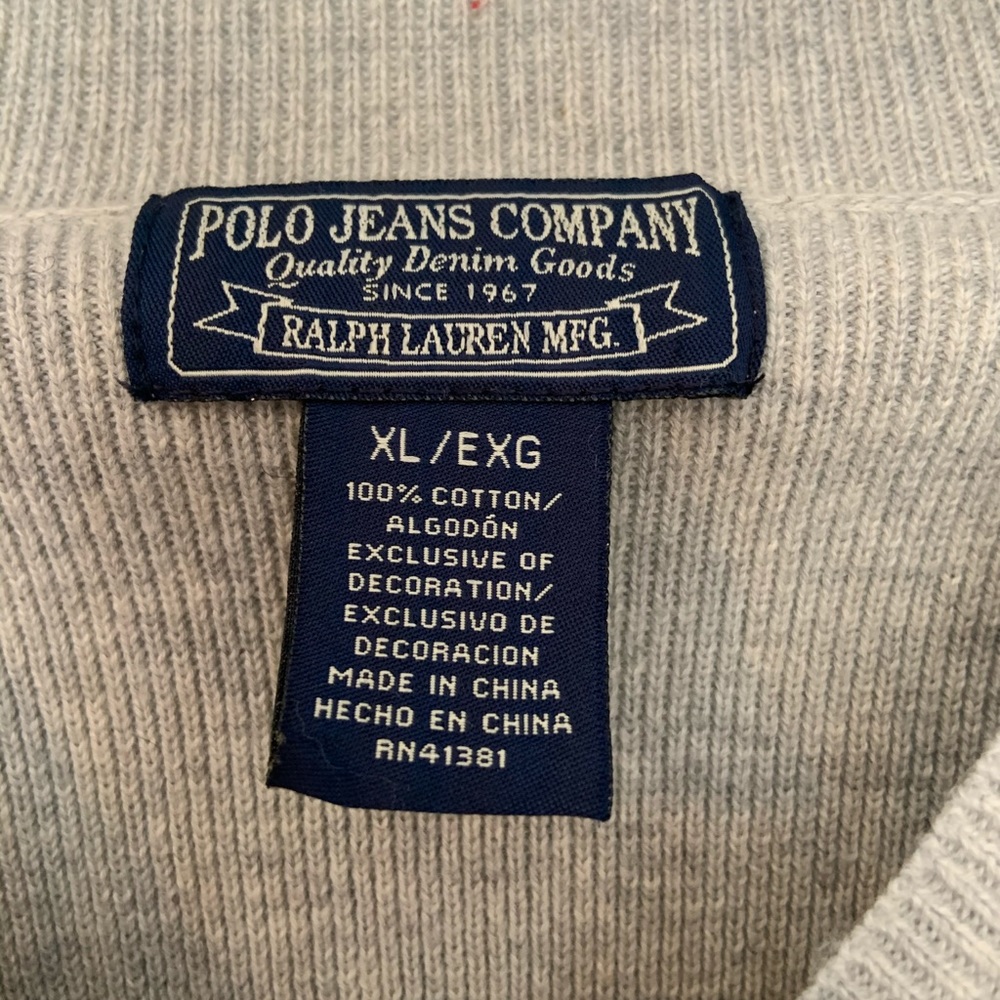 POLO JEANS COMPANY
Quality Denim Goods
SINCE 1967
RALPH LAUREN MFG.
XL/EXG
100% COTTON/
ALGODÓN
EXCLUSIVE OF
DECORATION/
EXCLUSIVO DE
DECORACION
MADE IN CHINA
HECHO EN CHINA
RN41381